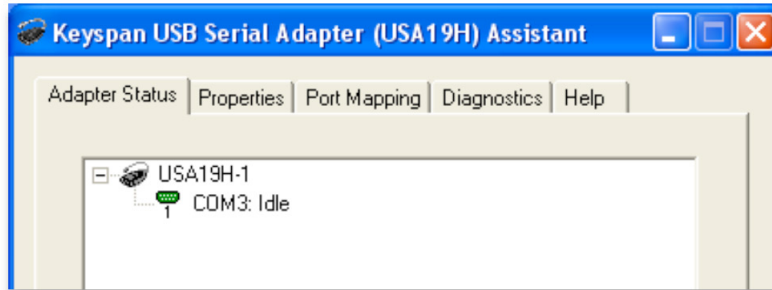 Keyspan USB Serial Adapter (USA19H) Assistant
Adapter Status Properties Port Mapping Diagnostics Help
USA19H-1
1 COM3: Idle